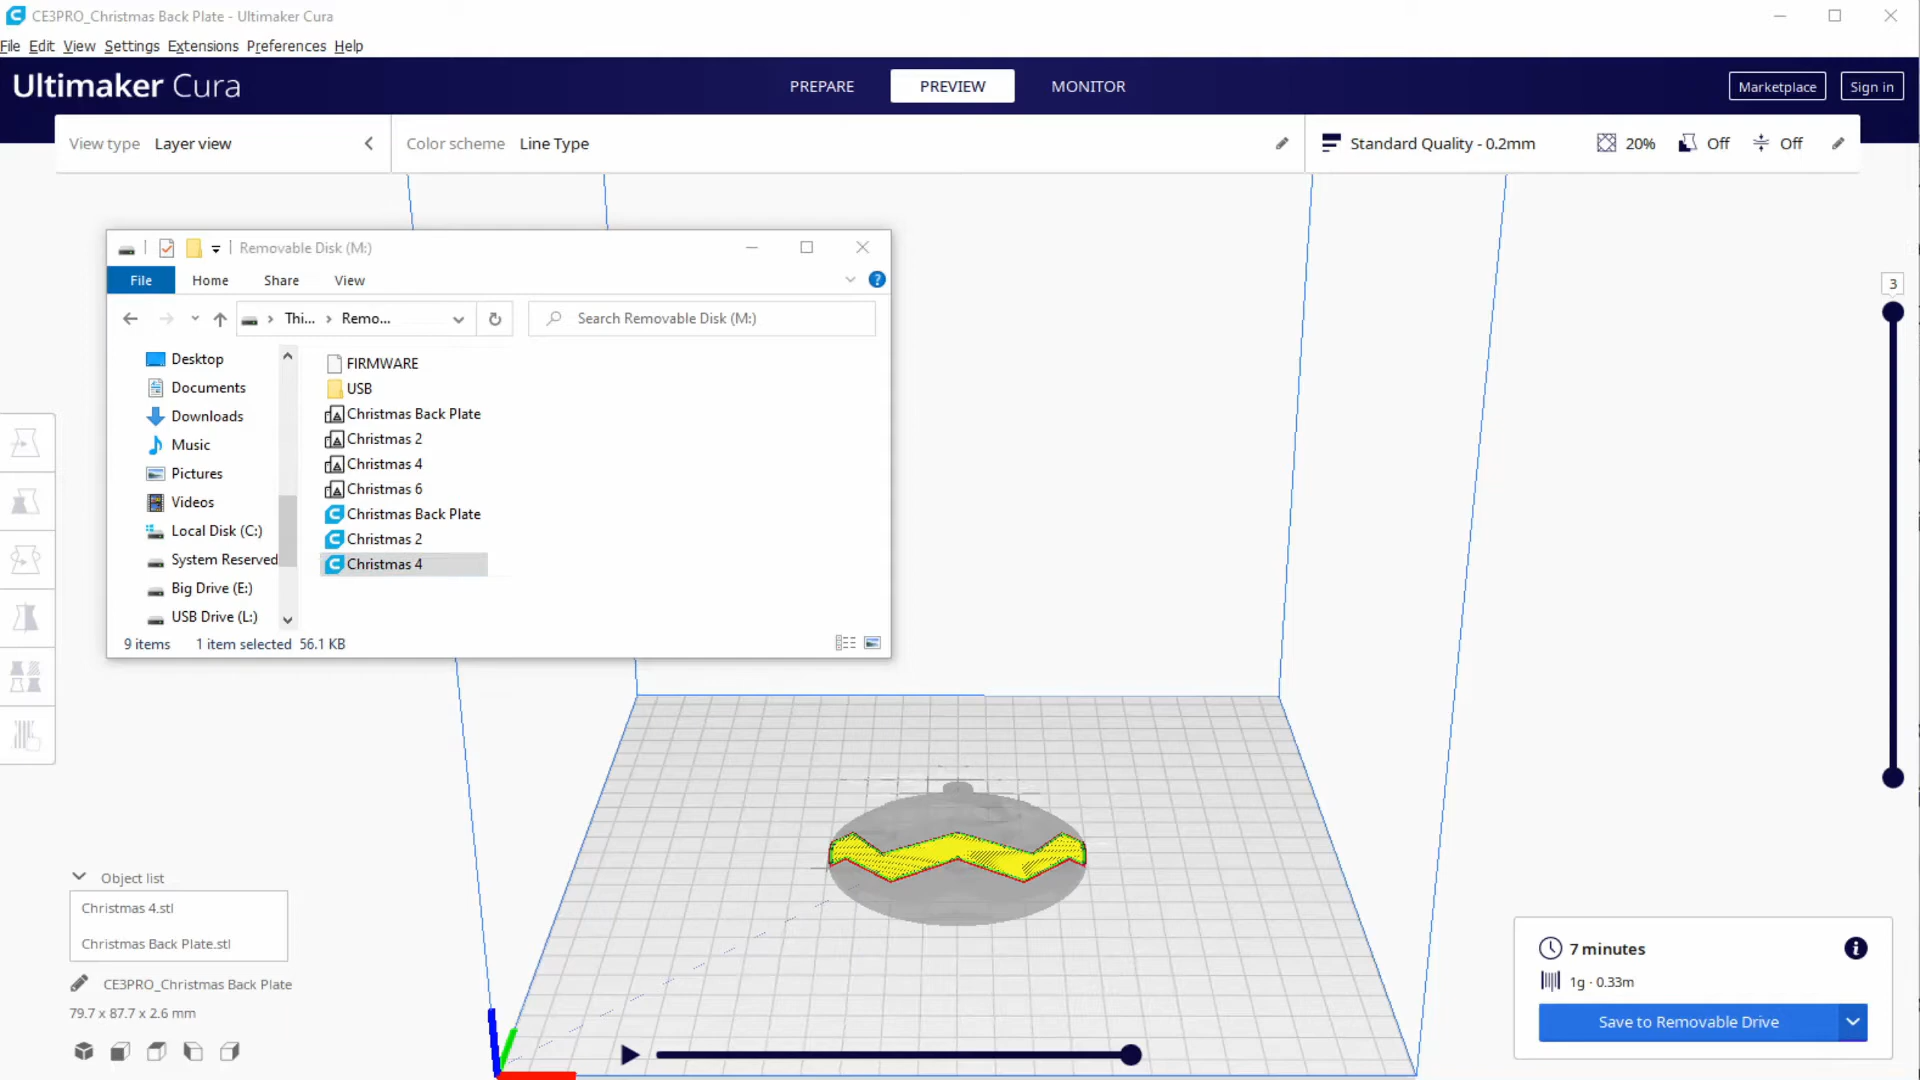 CE3PRO_Christmas Back Plate - Ultimaker Cura
File Edit View Settings Extensions Preferences Help
Ultimaker Cura
PREPARE PREVIEW MONITOR
Marketplace Sign in
View type Layer view
Color scheme Line Type
Standard Quality - 0.2mm 20% Off Off
Removable Disk (M:)
File Home Share View
Thi... Remo...
Search Removable Disk (M:)
Desktop
Documents
Downloads
Music
Pictures
Videos
Local Disk (C:)
System Reserved
Big Drive (E:)
USB Drive (L:)
FIRMWARE
USB
Christmas Back Plate
Christmas 2
Christmas 4
Christmas 6
Christmas Back Plate
Christmas 2
Christmas 4
9 items 1 item selected 56.1 KB
3
Object list
Christmas 4.stl
Christmas Back Plate.stl
CE3PRO_Christmas Back Plate
79.7 x 87.7 x 2.6 mm
7 minutes
1g · 0.33m
Save to Removable Drive